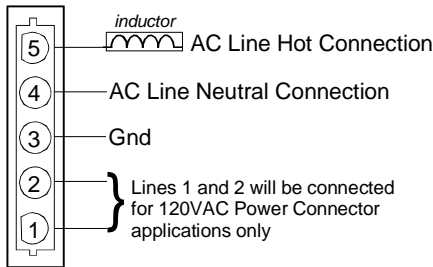 inductor
5 AC Line Hot Connection
4 AC Line Neutral Connection
3 Gnd
2 Lines 1 and 2 will be connected
for 120VAC Power Connector
1 applications only